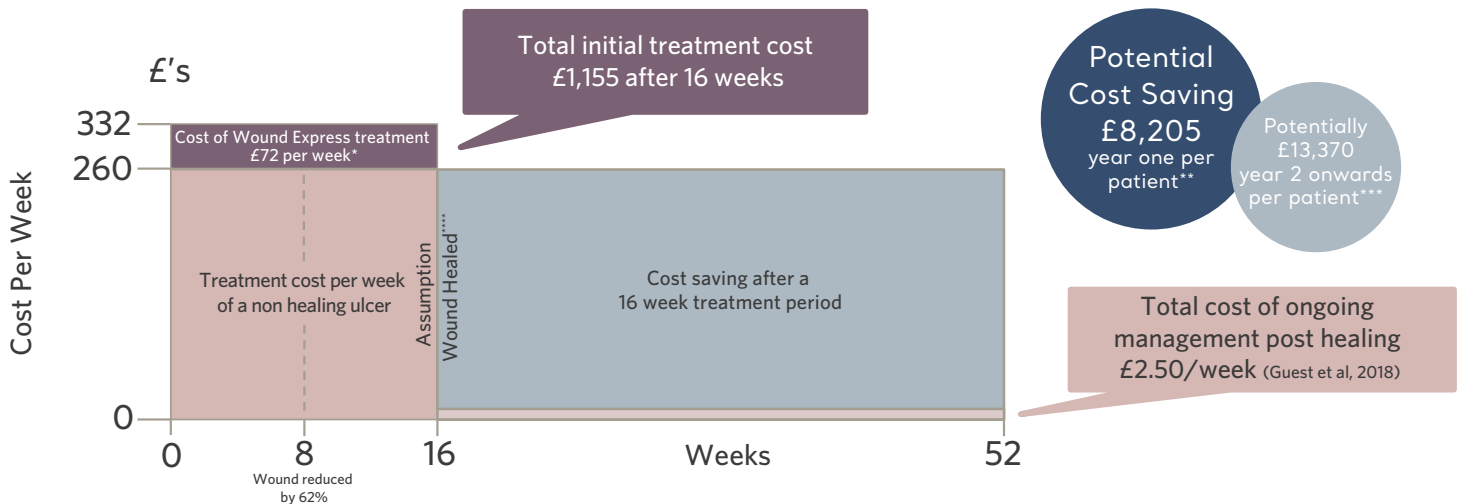 £'s
Cost Per Week
332
260
0
Cost of Wound Express treatment
£72 per week*
Treatment cost per week
of a non healing ulcer
Assumption
Wound Healed****
Total initial treatment cost
£1,155 after 16 weeks
Cost saving after a
16 week treatment period
Potential
Cost Saving
£8,205
year one per
patient**
Potentially
£13,370
year 2 onwards
per patient***
Total cost of ongoing
management post healing
£2.50/week (Guest et al, 2018)
0
8
16
Weeks
52
Wound reduced
by 62%